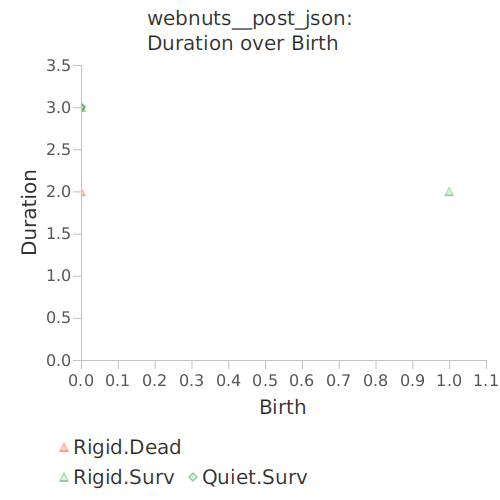 webnuts__post_json:
Duration over Birth
3.5
3.0
2.5
2.0
1.5
1.0
0.5
0.0
Duration
0.0 0.1 0.2 0.3 0.4 0.5 0.6 0.7 0.8 0.9 1.0 1.1
Birth
Rigid.Dead
Rigid.Surv Quiet.Surv